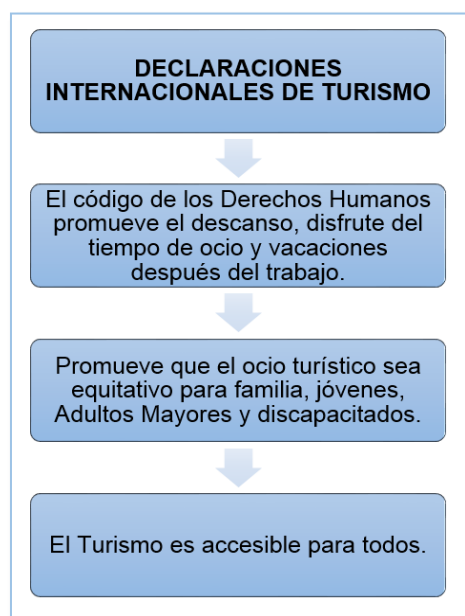 DECLARACIONES
INTERNACIONALES DE TURISMO
El código de los Derechos Humanos
promueve el descanso, disfrute del
tiempo de ocio y vacaciones
después del trabajo.
Promueve que el ocio turístico sea
equitativo para familia, jóvenes,
Adultos Mayores y discapacitados.
El Turismo es accesible para todos.